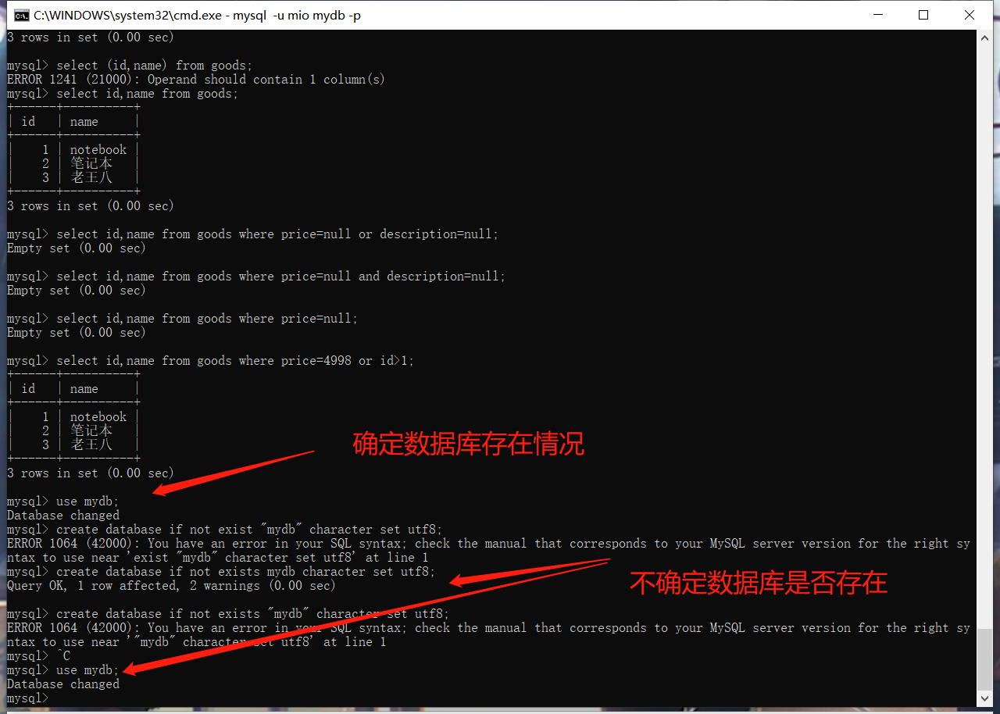 C:\WINDOWS\system32\cmd.exe - mysql  -u mio mydb -p
3 rows in set (0.00 sec)
mysql> select (id,name) from goods;
ERROR 1241 (21000): Operand should contain 1 column(s)
mysql> select id,name from goods;
+------+----------+
| id   | name     |
+------+----------+
|    1 | notebook |
|    2 | 笔记本   |
|    3 | 老王八   |
+------+----------+
3 rows in set (0.00 sec)
mysql> select id,name from goods where price=null or description=null;
Empty set (0.00 sec)
mysql> select id,name from goods where price=null and description=null;
Empty set (0.00 sec)
mysql> select id,name from goods where price=null;
Empty set (0.00 sec)
mysql> select id,name from goods where price=4998 or id>1;
+------+----------+
| id   | name     |
+------+----------+
|    1 | notebook |
|    2 | 笔记本   |
|    3 | 老王八   |
+------+----------+
确定数据库存在情况
3 rows in set (0.00 sec)
mysql> use mydb;
Database changed
mysql> create database if not exist "mydb" character set utf8;
ERROR 1064 (42000): You have an error in your SQL syntax; check the manual that corresponds to your MySQL server version for the right sy
ntax to use near 'exist "mydb" character set utf8' at line 1
mysql> create database if not exists mydb character set utf8;
Query OK, 1 row affected, 2 warnings (0.00 sec)
不确定数据库是否存在
mysql> create database if not exists "mydb" character set utf8;
ERROR 1064 (42000): You have an error in your SQL syntax; check the manual that corresponds to your MySQL server version for the right sy
ntax to use near '"mydb" character set utf8' at line 1
mysql> ^C
mysql> use mydb;
Database changed
mysql>